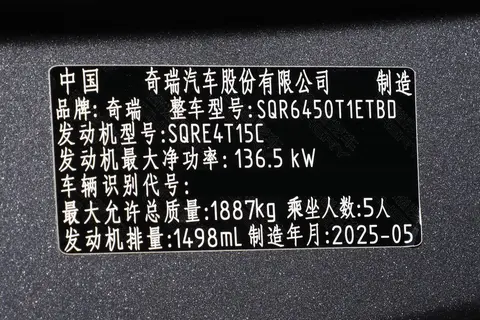 中国 奇瑞汽车股份有限公司 制造
品牌: 奇瑞 整车型号:SQR6450T1ETBD
发动机型号:SQRE4T15C
发动机最大净功率: 136.5 kW
车辆识别代号:
最大允许总质量:1887kg 乘坐人数:5人
发动机排量:1498mL 制造年月:2025-05